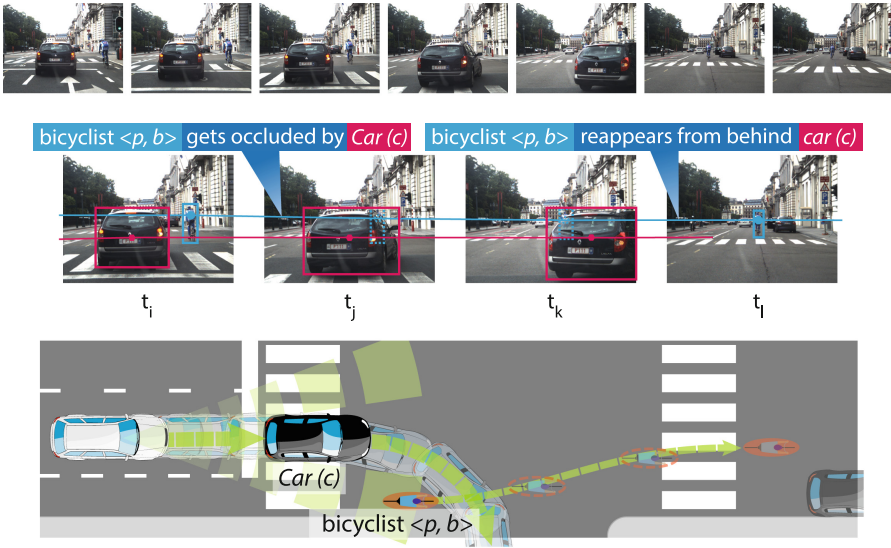 bicyclist <p, b> gets occluded by Car (c)
bicyclist <p, b> reappears from behind car (c)
t_i
t_j
t_k
t_l
Car (c)
bicyclist <p, b>